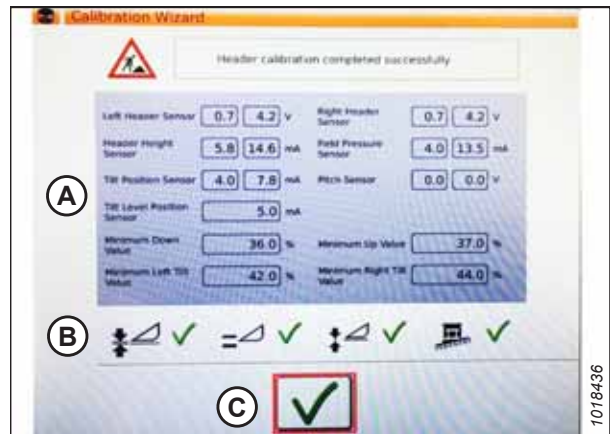 Calibration Wizard
Header calibration completed successfully
Left Header Sensor 0.7 4.2 V Right Header Sensor 0.7 4.2 V
Header Height Sensor 5.8 14.6 mA Field Pressure Sensor 4.0 13.5 mA
A
Tilt Position Sensor 4.0 7.8 mA Pitch Sensor 0.0 0.0 V
Tilt Level Position Sensor 5.0 mA
Minimum Down Value 36.0 % Minimum Up Value 37.0 %
Minimum Left Tilt Value 42.0 % Minimum Right Tilt Value 44.0 %
B
C
1018436